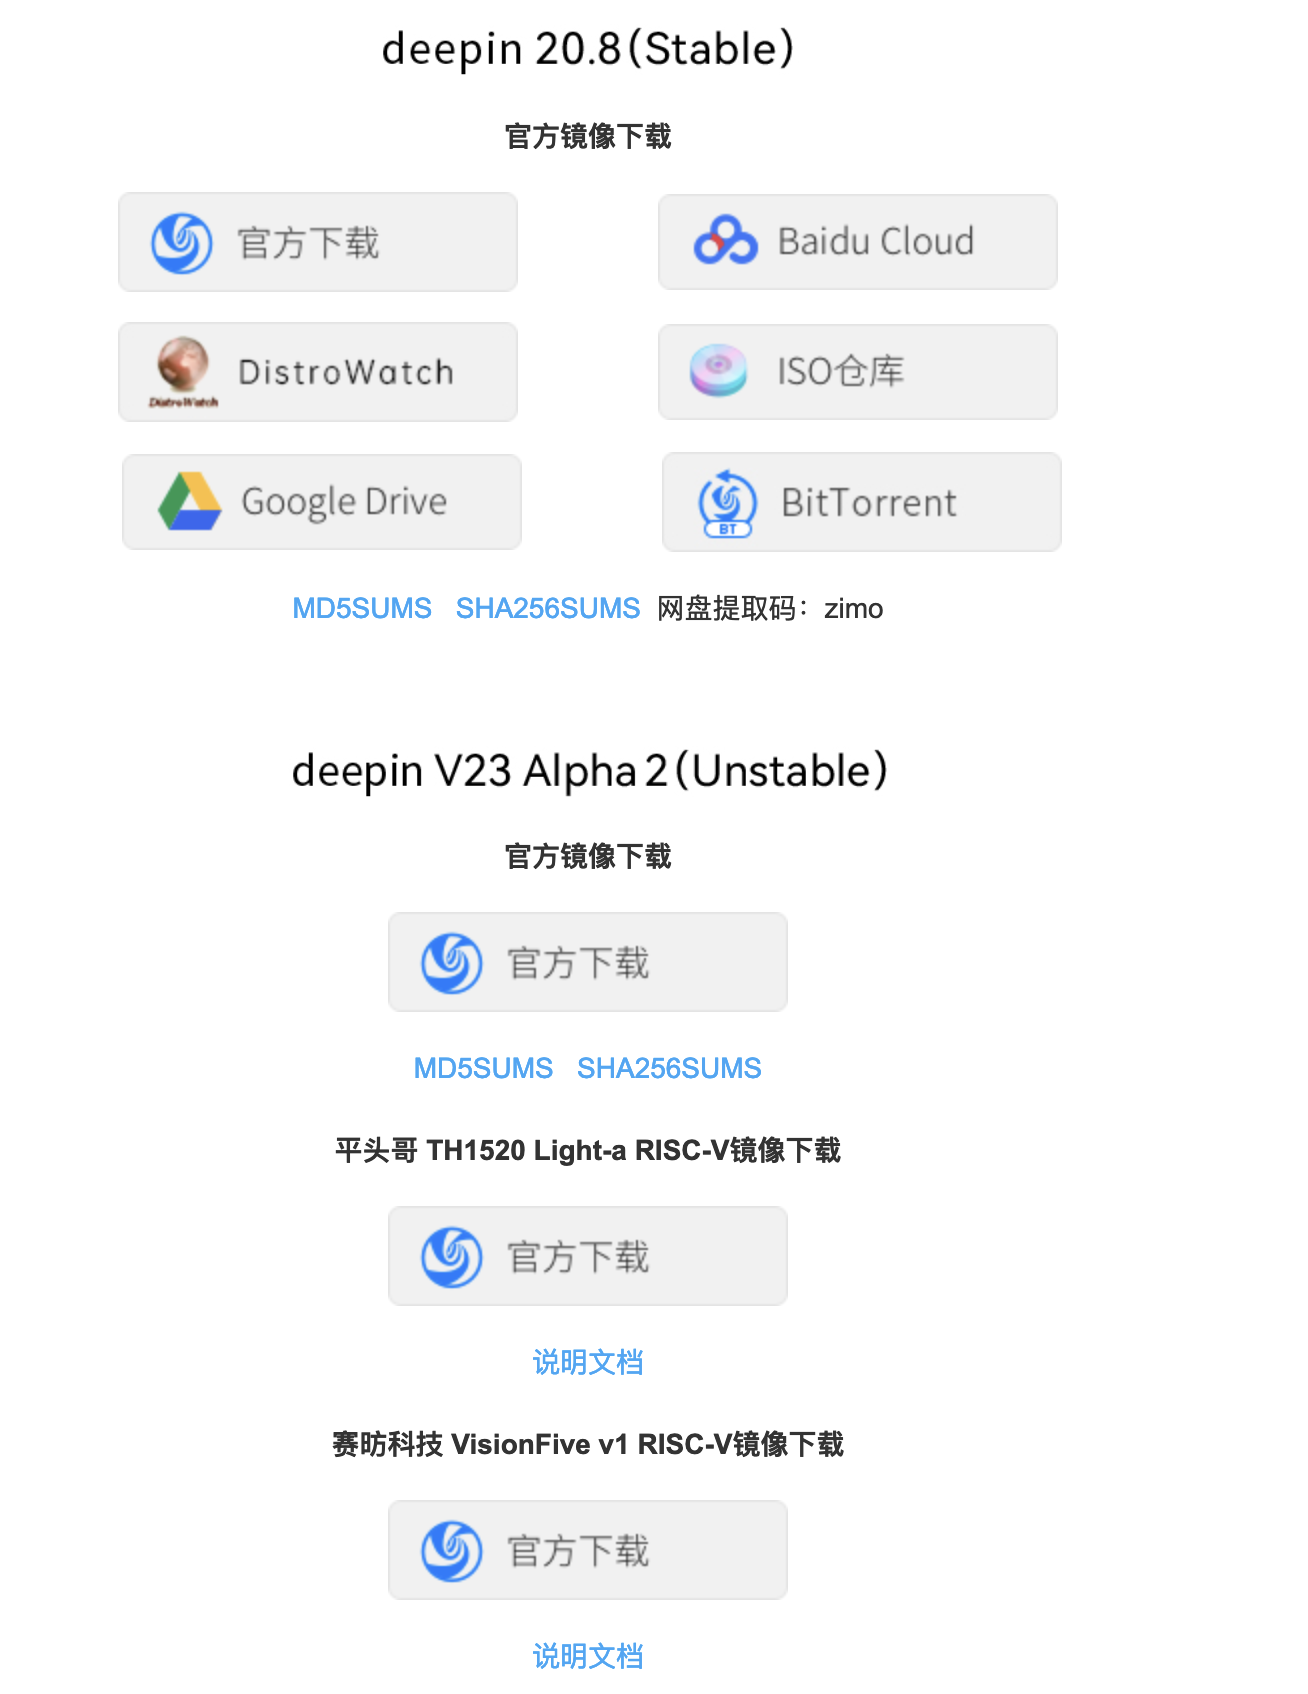 deepin 20.8(Stable)
官方镜像下载
官方下载
Baidu Cloud
DistroWatch
DistroWatch
ISO仓库
Google Drive
BitTorrent
BT
MD5SUMS SHA256SUMS 网盘提取码：zimo
deepin V23 Alpha 2(Unstable)
官方镜像下载
官方下载
MD5SUMS SHA256SUMS
平头哥 TH1520 Light-a RISC-V镜像下载
官方下载
说明文档
赛昉科技 VisionFive v1 RISC-V镜像下载
官方下载
说明文档